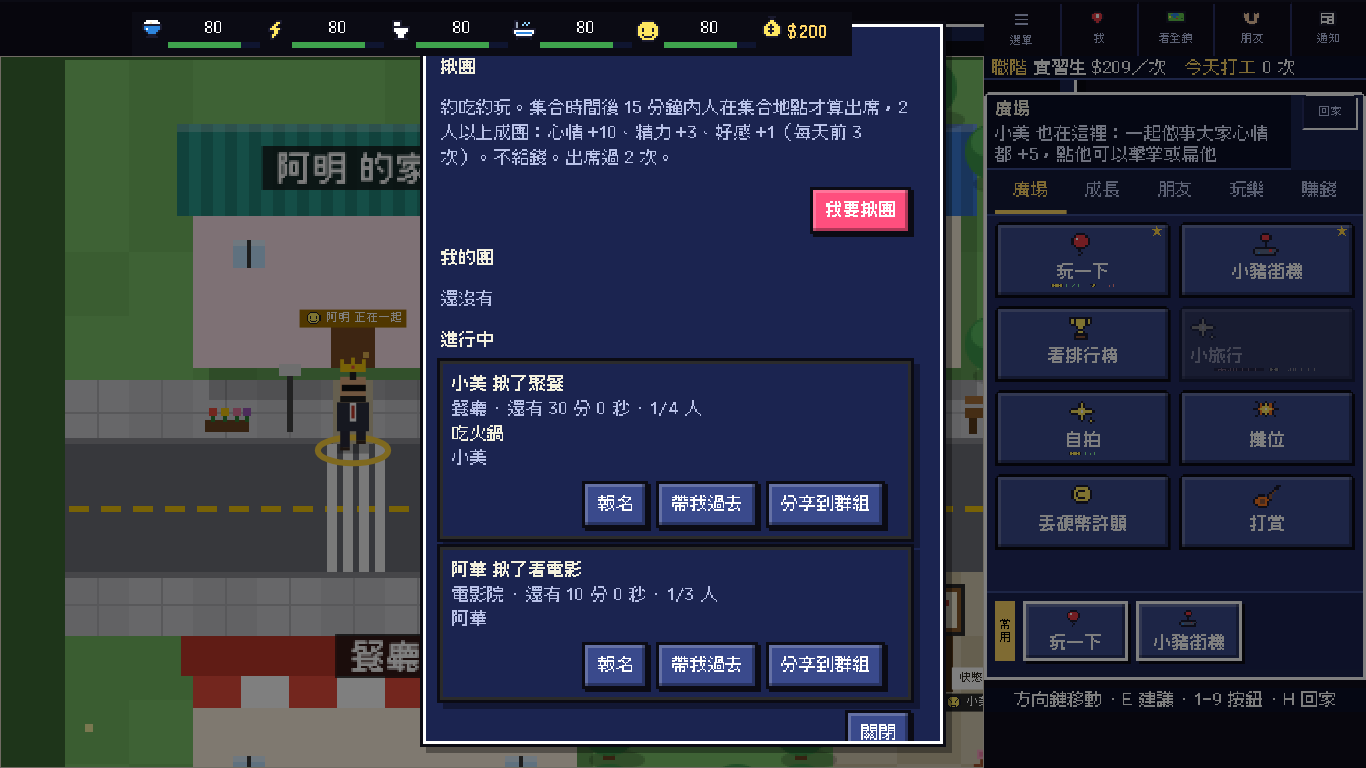 80
80
80
80
80
$200
選單
我
看全鎮
朋友
通知
職階 實習生 $209／次 今天打工 0 次
揪團
約吃約玩。集合時間後 15 分鐘內人在集合地點才算出席，2
人以上成團：心情 +10、精力 +3、好感 +1（每天前 3
次）。不給錢。出席過 2 次。
我要揪團
我的團
還沒有
進行中
小美 揪了聚餐
餐廳 · 還有 30 分 0 秒 · 1/4 人
吃火鍋
小美
報名
帶我過去
分享到群組
阿華 揪了看電影
電影院 · 還有 10 分 0 秒 · 1/3 人
阿華
報名
帶我過去
分享到群組
關閉
阿明 的家
阿明 正在一起
餐廳
廣場
回家
小美 也在這裡：一起做事大家心情
都 +5，點他可以擊掌或扁他
廣場
成長
朋友
玩樂
賺錢
玩一下
小豬街機
看排行榜
小旅行
自拍
攤位
丟硬幣許願
打賞
常用
玩一下
小豬街機
方向鍵移動 · E 建議 · 1-9 按鈕 · H 回家